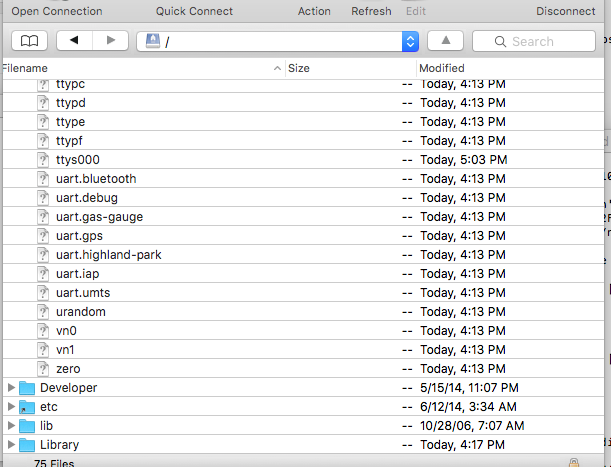 Open Connection Quick Connect Action Refresh Edit Disconnect
/ Search
Filename Size Modified
ttypc -- Today, 4:13 PM
ttypd -- Today, 4:13 PM
ttype -- Today, 4:13 PM
ttypf -- Today, 4:13 PM
ttys000 -- Today, 5:03 PM
uart.bluetooth -- Today, 4:13 PM
uart.debug -- Today, 4:13 PM
uart.gas-gauge -- Today, 4:13 PM
uart.gps -- Today, 4:13 PM
uart.highland-park -- Today, 4:13 PM
uart.iap -- Today, 4:13 PM
uart.umts -- Today, 4:13 PM
urandom -- Today, 4:13 PM
vn0 -- Today, 4:13 PM
vn1 -- Today, 4:13 PM
zero -- Today, 4:13 PM
Developer -- 5/15/14, 11:07 PM
etc -- 6/12/14, 3:34 AM
lib -- 10/28/06, 7:07 AM
Library -- Today, 4:17 PM
75 Files